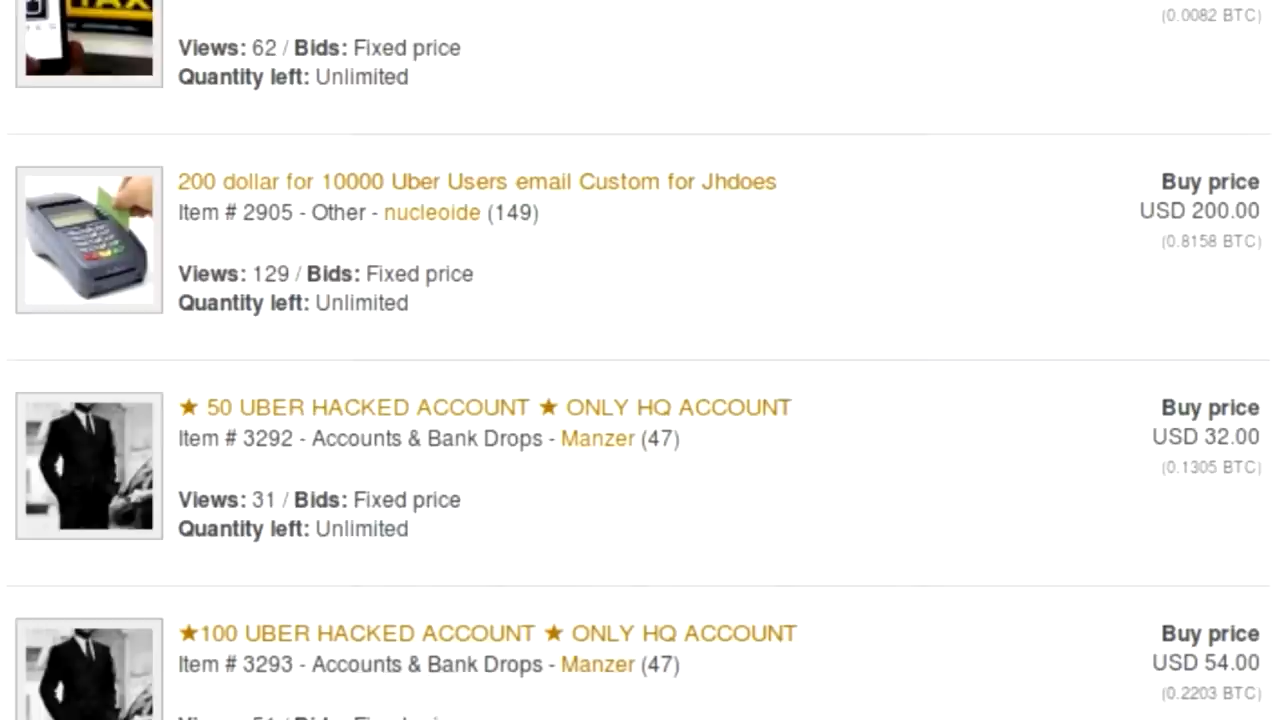 TAXI
(0.0082 BTC)
Views: 62 / Bids: Fixed price
Quantity left: Unlimited
200 dollar for 10000 Uber Users email Custom for Jhdoes
Buy price
Item # 2905 - Other - nucleoide (149)
USD 200.00
(0.8158 BTC)
Views: 129 / Bids: Fixed price
Quantity left: Unlimited
★ 50 UBER HACKED ACCOUNT ★ ONLY HQ ACCOUNT
Buy price
Item # 3292 - Accounts & Bank Drops - Manzer (47)
USD 32.00
(0.1305 BTC)
Views: 31 / Bids: Fixed price
Quantity left: Unlimited
★100 UBER HACKED ACCOUNT ★ ONLY HQ ACCOUNT
Buy price
Item # 3293 - Accounts & Bank Drops - Manzer (47)
USD 54.00
(0.2203 BTC)